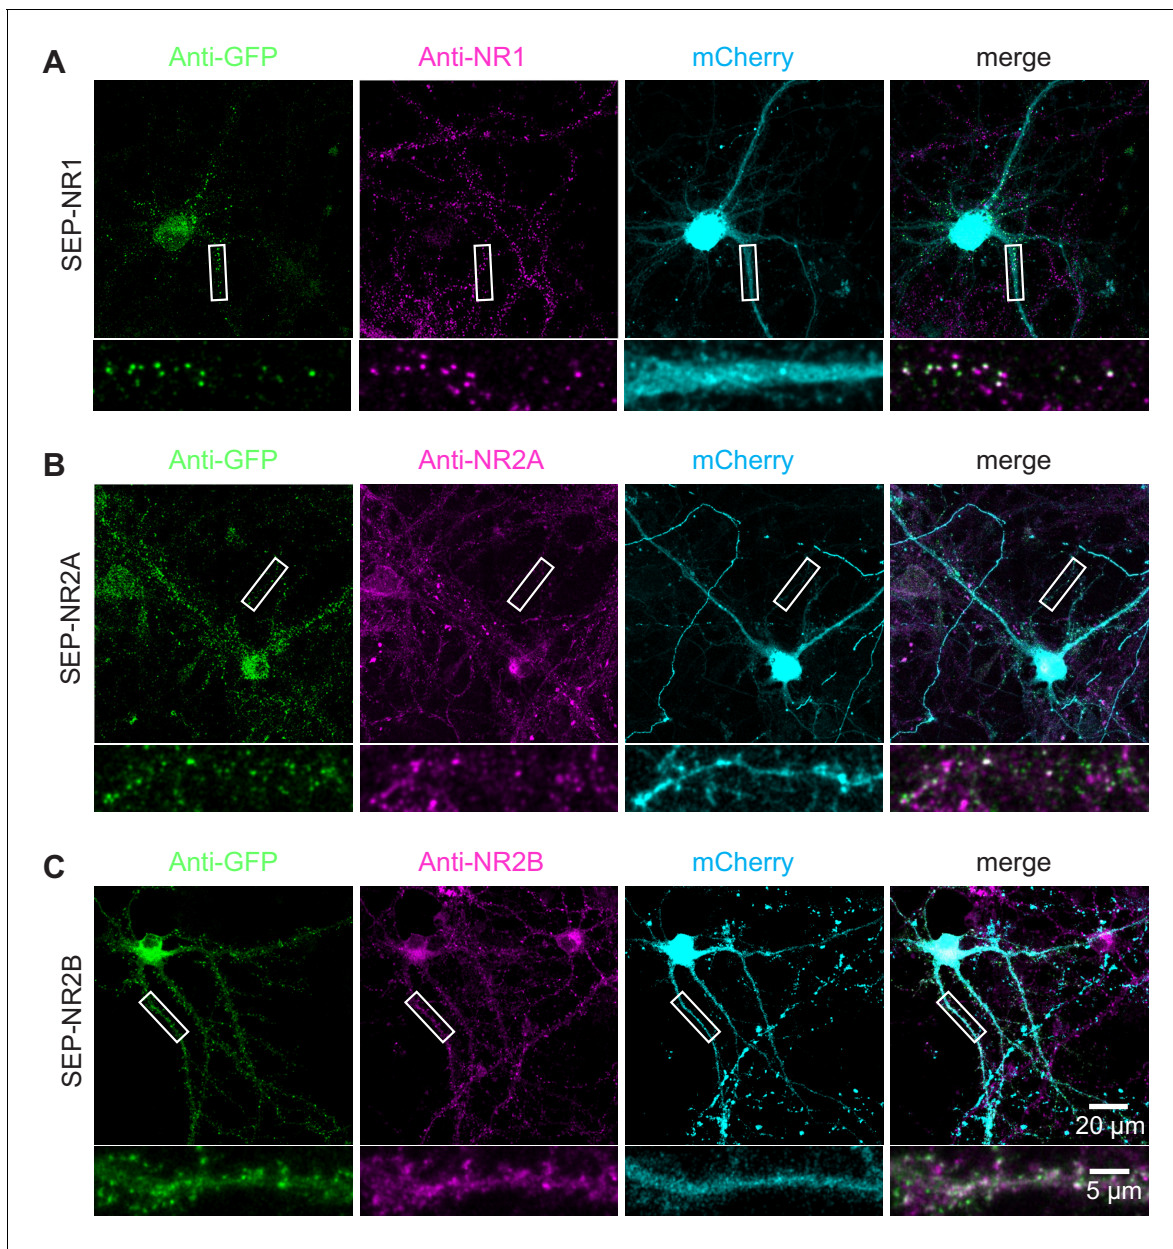 A
Anti-GFP Anti-NR1 mCherry merge
SEP-NR1
B
Anti-GFP Anti-NR2A mCherry merge
SEP-NR2A
C
Anti-GFP Anti-NR2B mCherry merge
SEP-NR2B
20 µm
5 µm